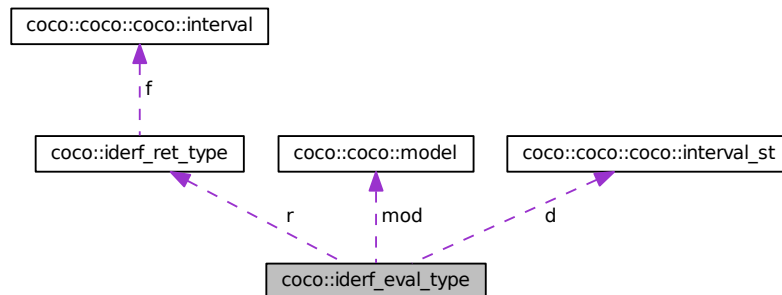 coco::coco::coco::interval
f
coco::iderf_ret_type
coco::coco::model
coco::coco::coco::interval_st
r
mod
d
coco::iderf_eval_type